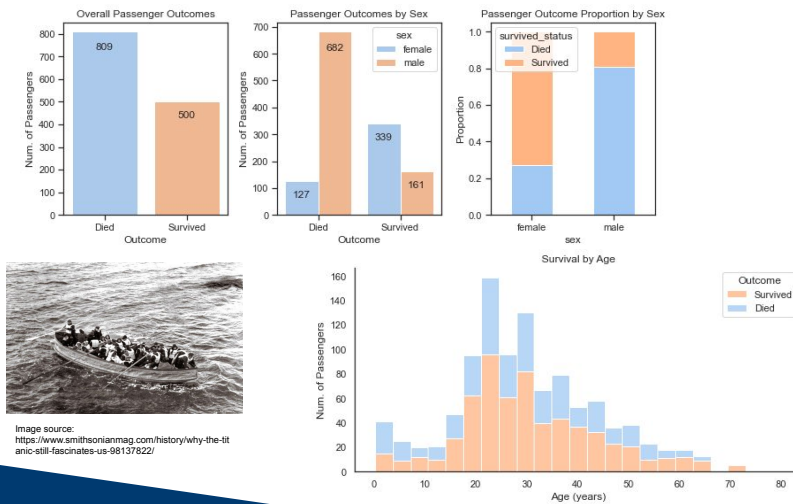 Overall Passenger Outcomes
Num. of Passengers
800
700
600
500
400
300
200
100
0
809
500
Died
Survived
Outcome
Passenger Outcomes by Sex
Num. of Passengers
700
600
500
400
300
200
100
0
sex
female
male
682
339
161
127
Died
Survived
Outcome
Passenger Outcome Proportion by Sex
Proportion
1.0
0.8
0.6
0.4
0.2
0.0
survived_status
Died
Survived
female
male
sex
Image source:
https://www.smithsonianmag.com/history/why-the-tit
anic-still-fascinates-us-98137822/
Survival by Age
Num. of Passengers
160
140
120
100
80
60
40
20
0
Outcome
Survived
Died
0
10
20
30
40
50
60
70
80
Age (years)